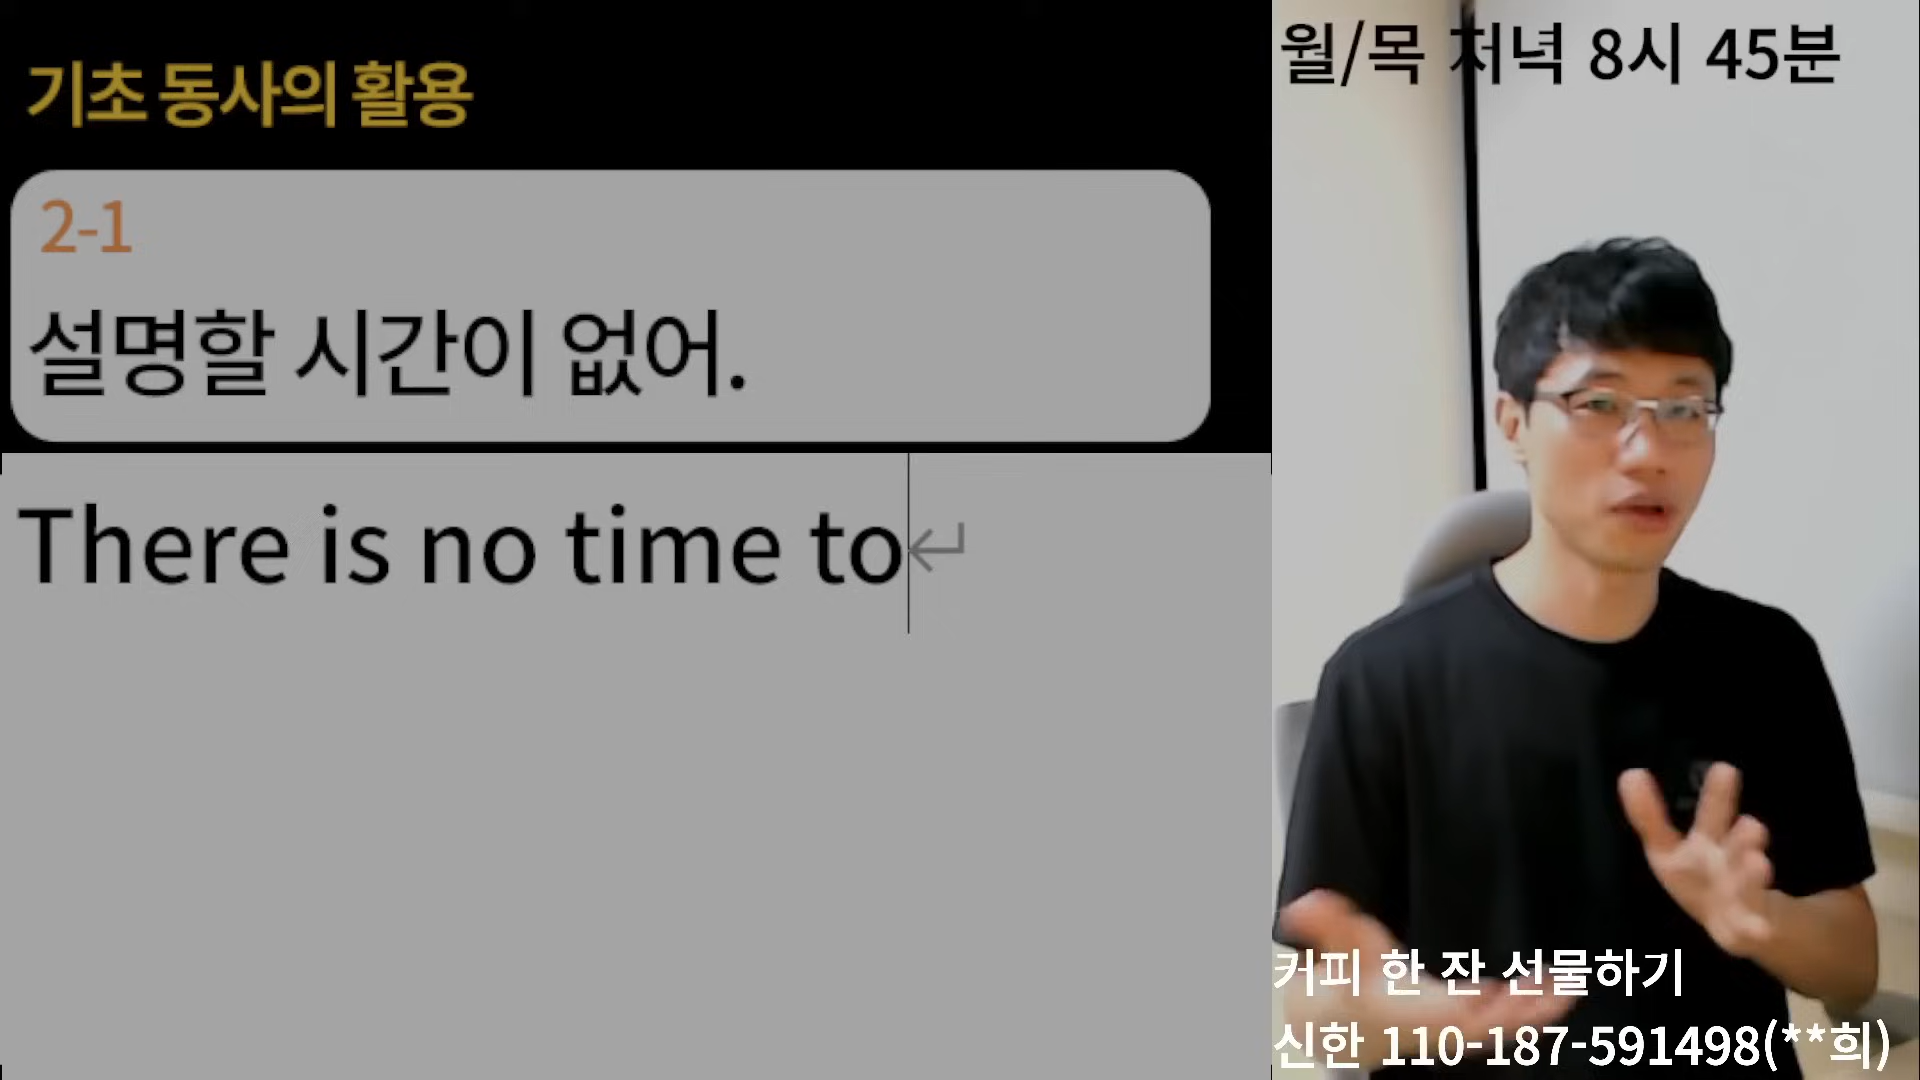 기초 동사의 활용
2-1
설명할 시간이 없어.
There is no time to
월/목 저녁 8시 45분
커피 한 잔 선물하기
신한 110-187-591498(**희)